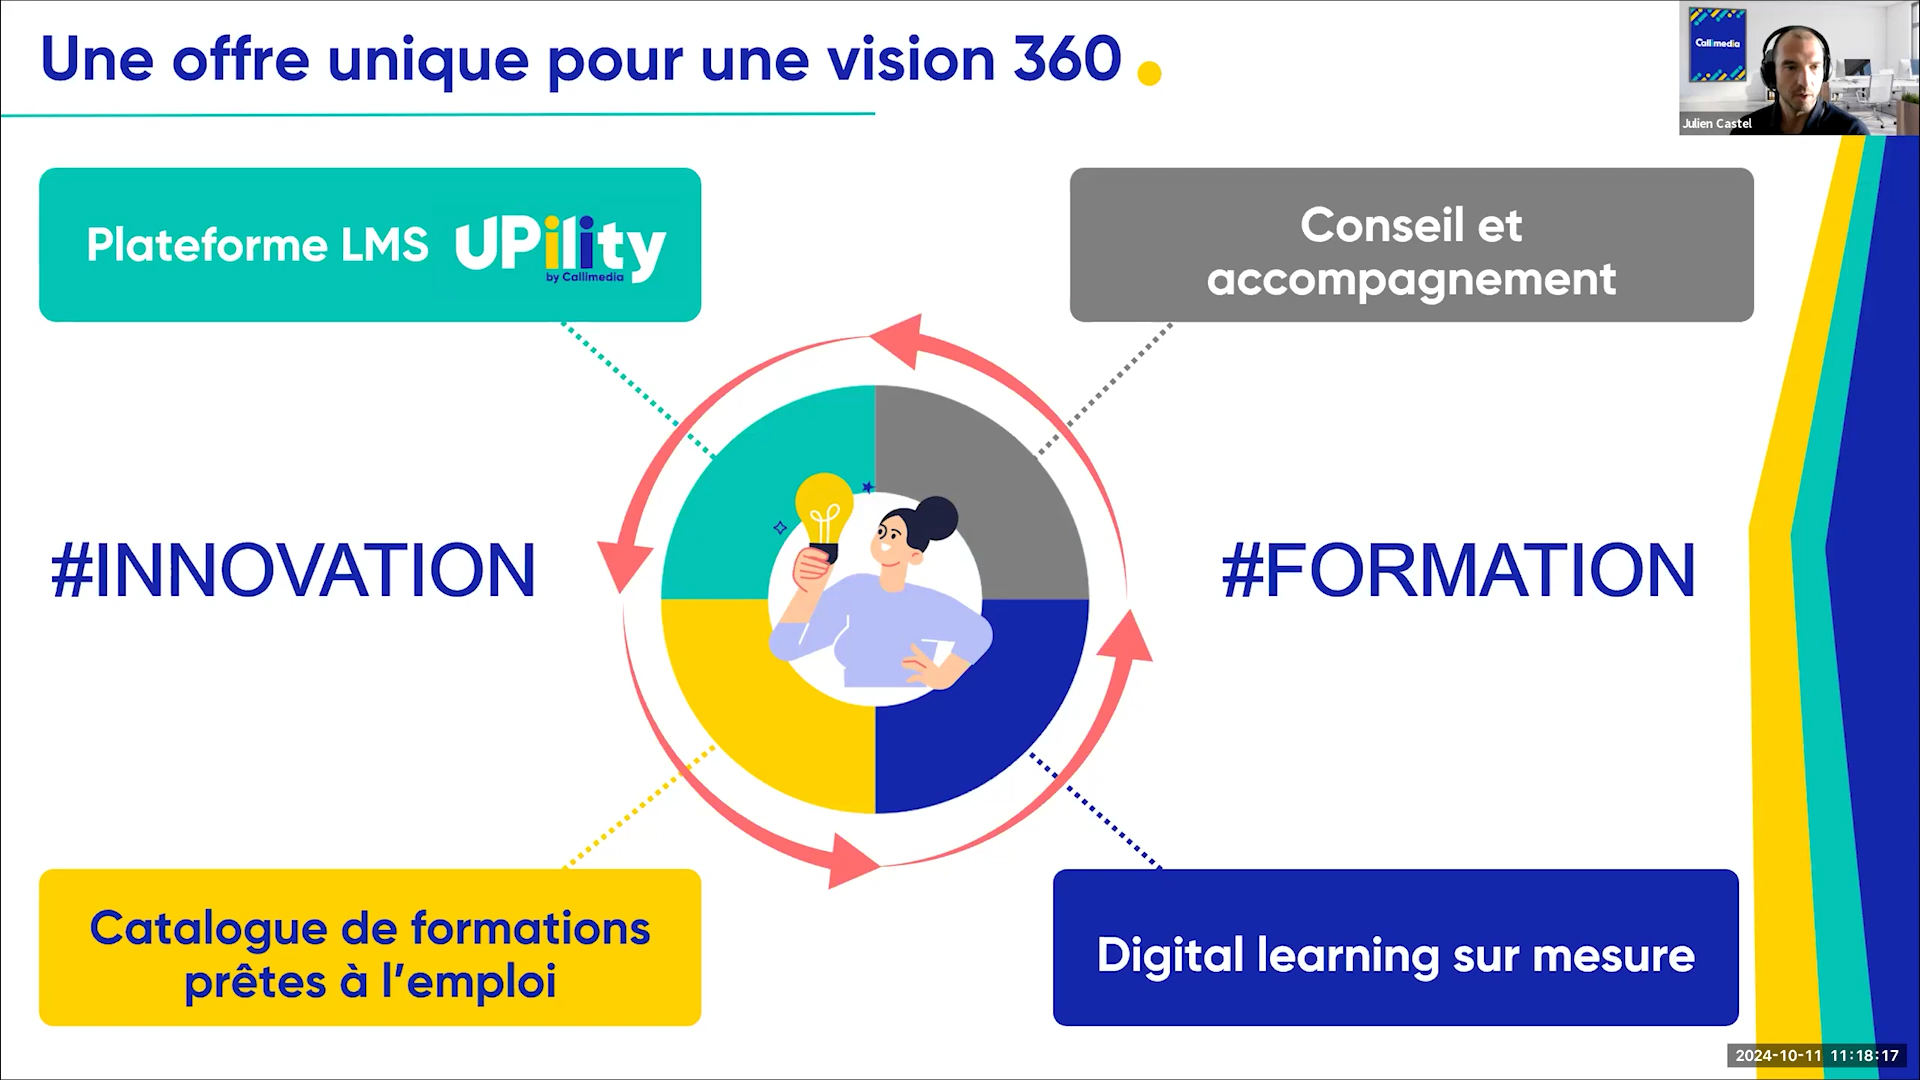 Une offre unique pour une vision 360
Callimedia
Julien Castel
Plateforme LMS UPility
by Callimedia
Conseil et
accompagnement
#INNOVATION
#FORMATION
Catalogue de formations
prêtes à l’emploi
Digital learning sur mesure
2024-10-11 11:18:17